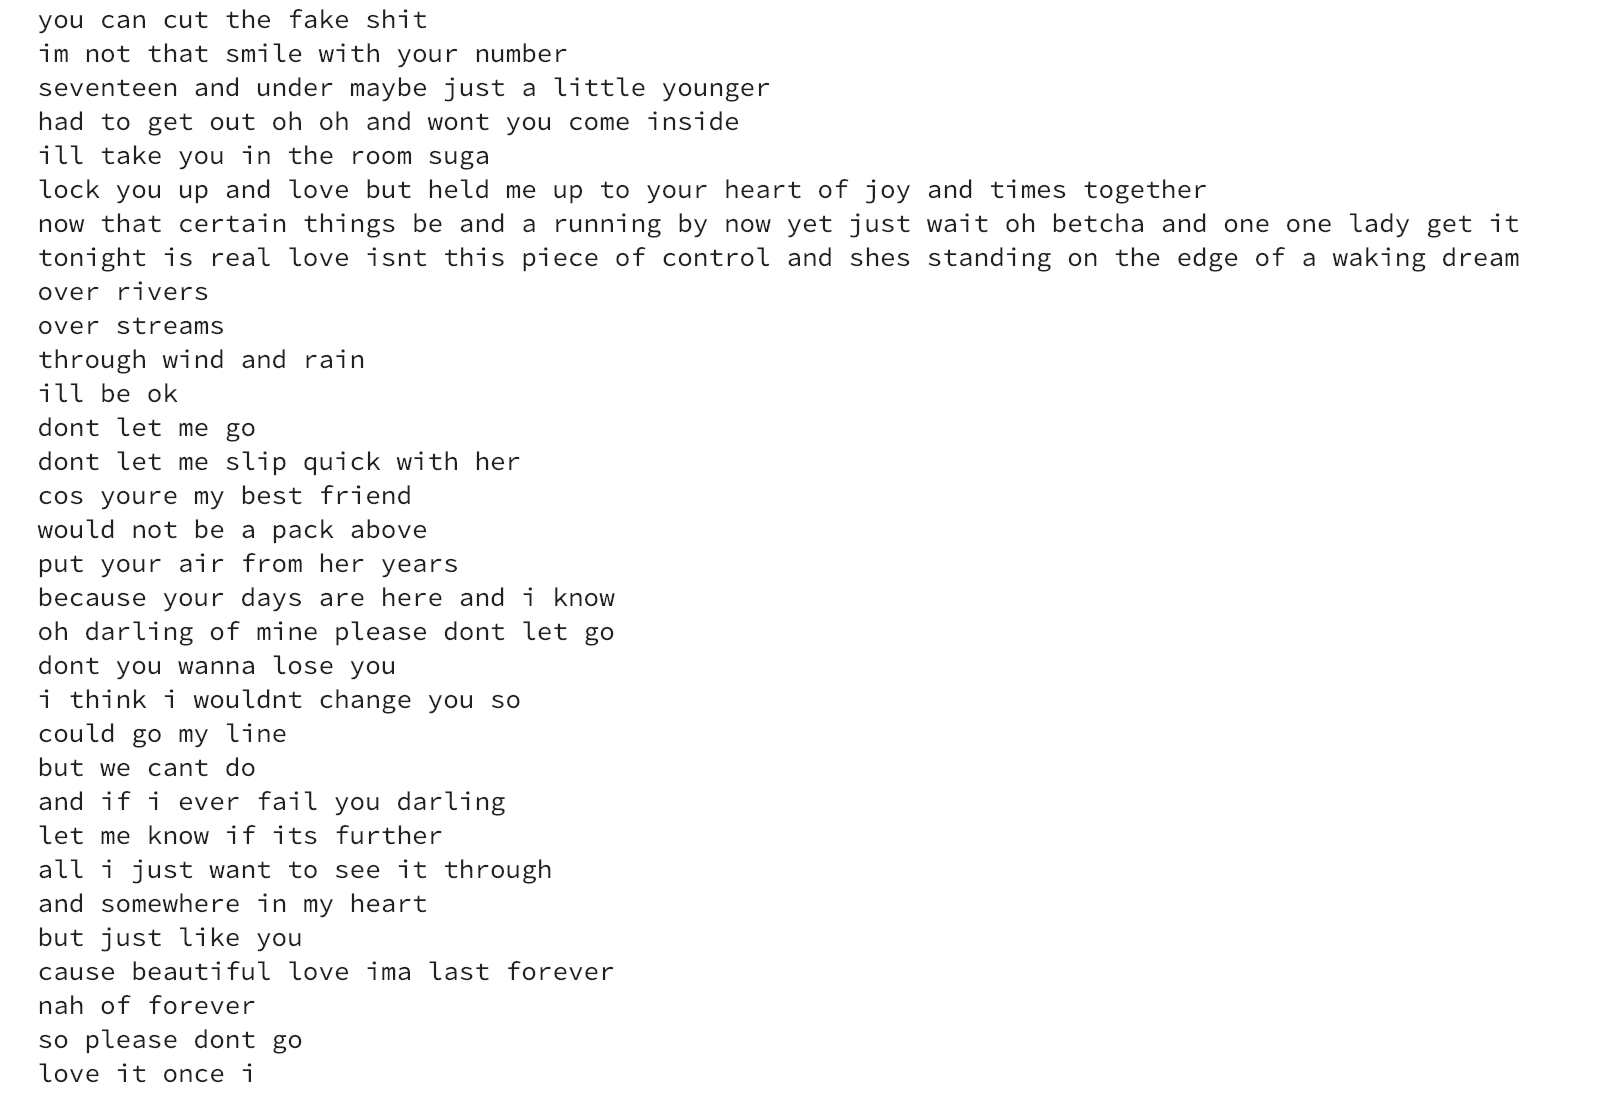 you can cut the fake shit
im not that smile with your number
seventeen and under maybe just a little younger
had to get out oh oh and wont you come inside
ill take you in the room suga
lock you up and love but held me up to your heart of joy and times together
now that certain things be and a running by now yet just wait oh betcha and one one lady get it
tonight is real love isnt this piece of control and shes standing on the edge of a waking dream
over rivers
over streams
through wind and rain
ill be ok
dont let me go
dont let me slip quick with her
cos youre my best friend
would not be a pack above
put your air from her years
because your days are here and i know
oh darling of mine please dont let go
dont you wanna lose you
i think i wouldnt change you so
could go my line
but we cant do
and if i ever fail you darling
let me know if its further
all i just want to see it through
and somewhere in my heart
but just like you
cause beautiful love ima last forever
nah of forever
so please dont go
love it once i